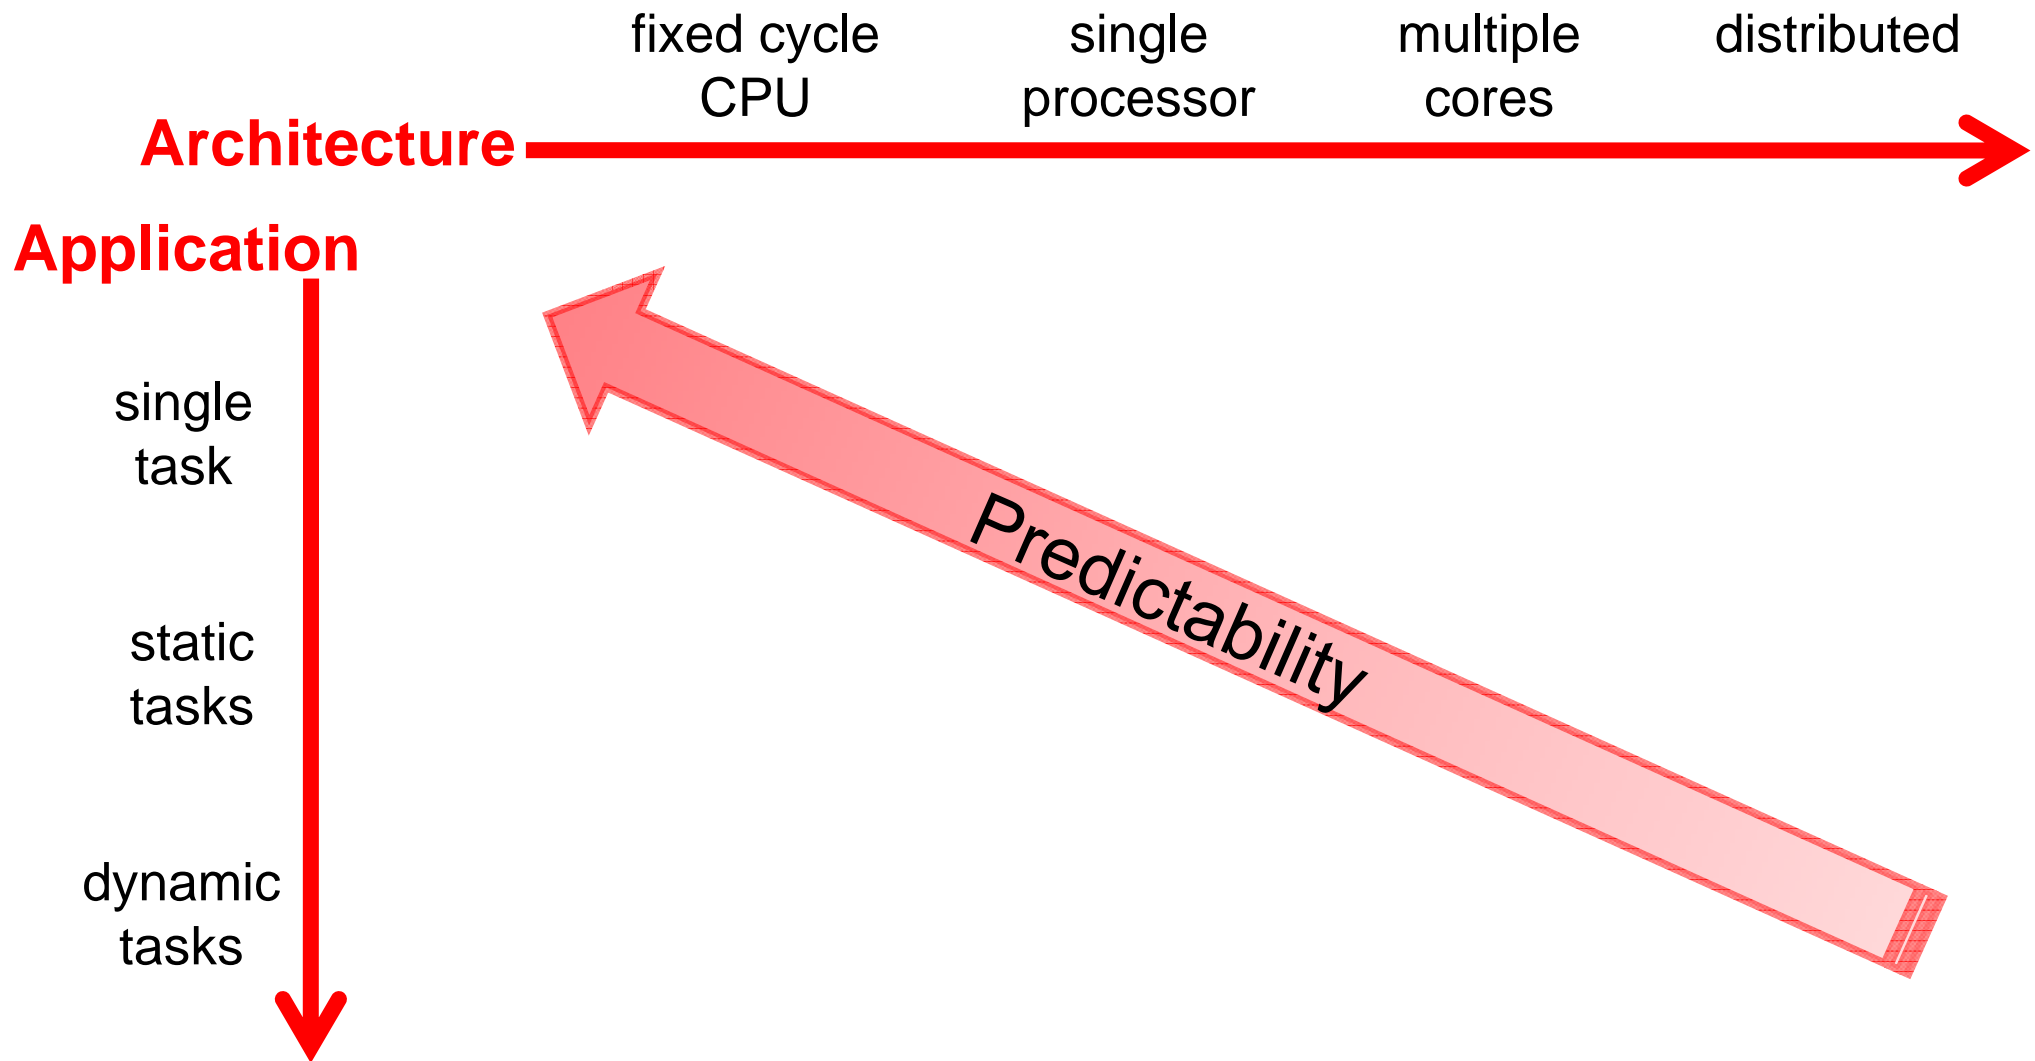 fixed cycle
CPU
single
processor
multiple
cores
distributed
Architecture
Application
single
task
static
tasks
dynamic
tasks
Predictability